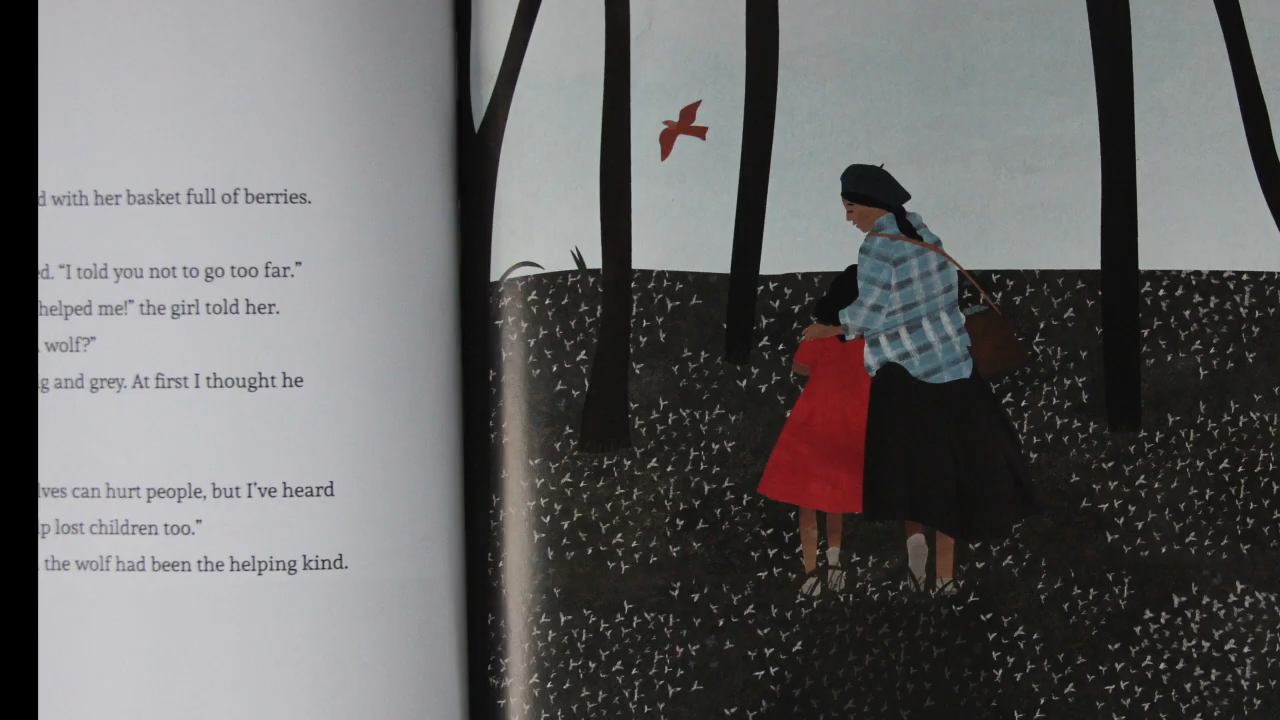 with her basket full of berries.
“I told you not to go too far.”
helped me!” the girl told her.
wolf?”
and grey. At first I thought he
can hurt people, but I’ve heard
lost children too.”
the wolf had been the helping kind.